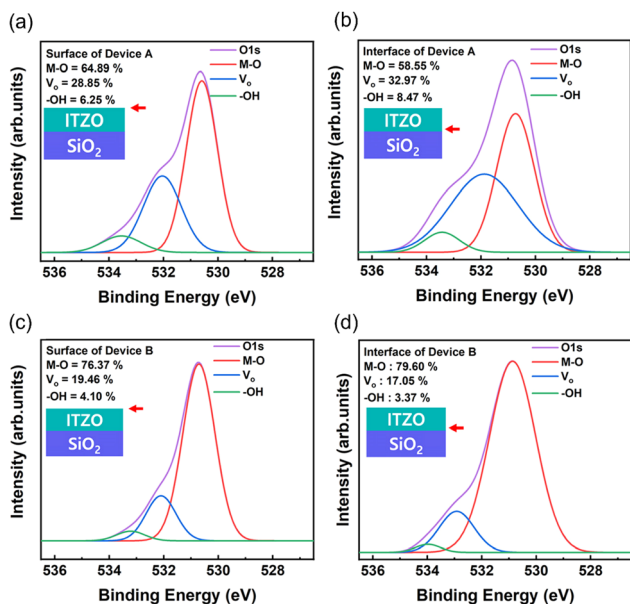 (a)
Surface of Device A
M-O = 64.89 %
Vo = 28.85 %
-OH = 6.25 %
O1s
M-O
Vo
-OH
ITZO
SiO2
Intensity (arb.units)
536 534 532 530 528
Binding Energy (eV)
(b)
Interface of Device A
M-O = 58.55 %
Vo = 32.97 %
-OH = 8.47 %
O1s
M-O
Vo
-OH
ITZO
SiO2
Intensity (arb.units)
536 534 532 530 528
Binding Energy (eV)
(c)
Surface of Device B
M-O = 76.37 %
Vo = 19.46 %
-OH = 4.10 %
O1s
M-O
Vo
-OH
ITZO
SiO2
Intensity (arb.units)
536 534 532 530 528
Binding Energy (eV)
(d)
Interface of Device B
M-O : 79.60 %
Vo : 17.05 %
-OH : 3.37 %
O1s
M-O
Vo
-OH
ITZO
SiO2
Intensity (arb.units)
536 534 532 530 528
Binding Energy (eV)